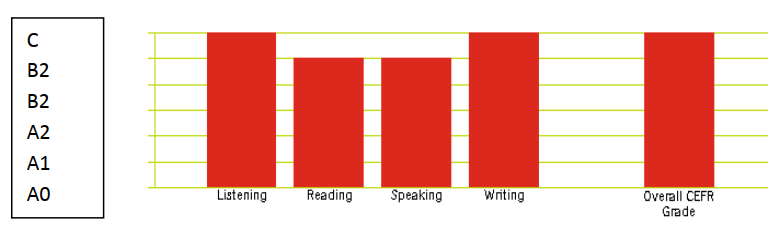 C
B2
B2
A2
A1
A0
Listening
Reading
Speaking
Writing
Overall CEFR
Grade